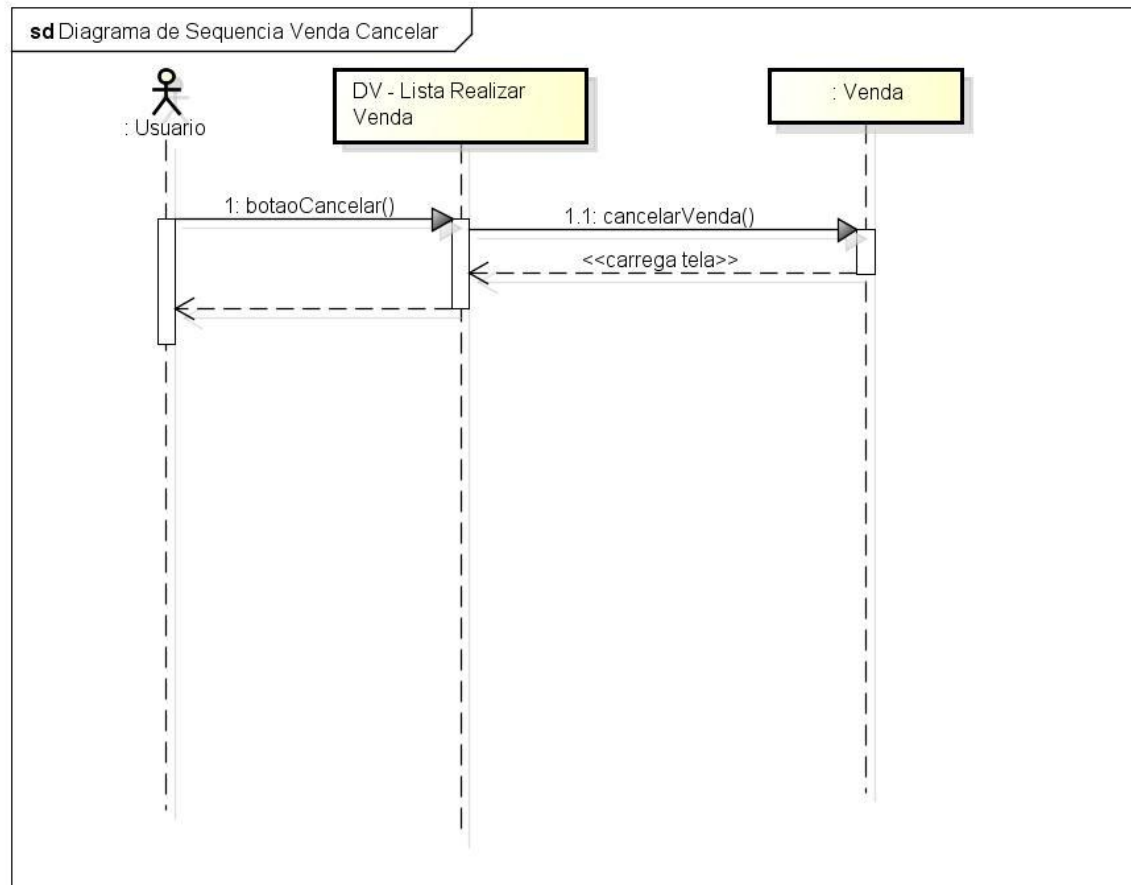 sd Diagrama de Sequencia Venda Cancelar
: Usuario
DV - Lista Realizar
Venda
: Venda
1: botaoCancelar()
1.1: cancelarVenda()
<<carrega tela>>